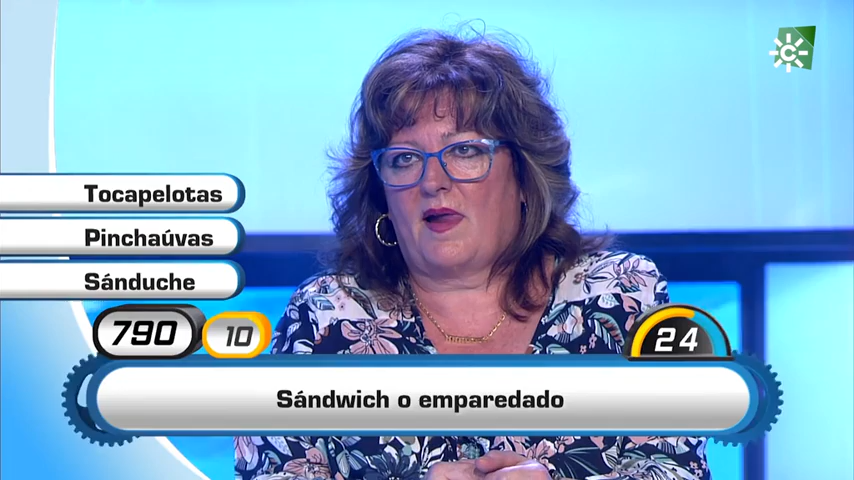 Tocapelotas
Pinchaúvas
Sánduche
790
10
24
Sándwich o emparedado